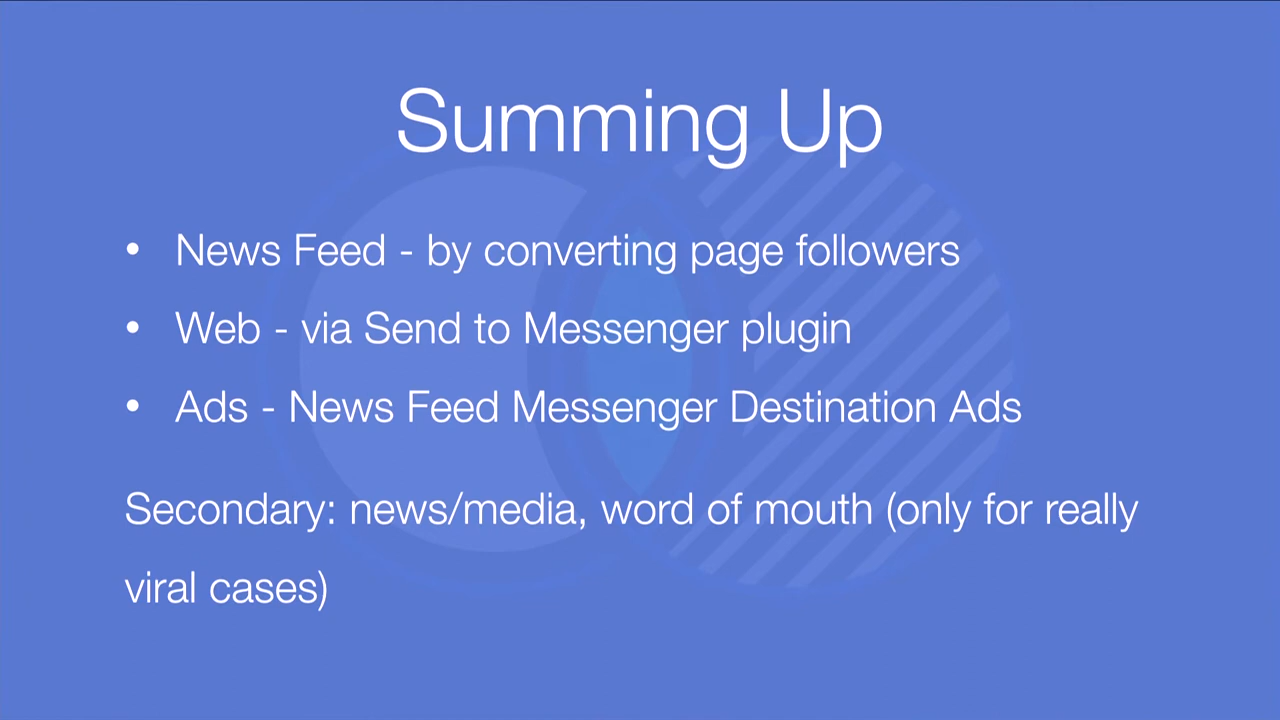 Summing Up
• News Feed - by converting page followers
• Web - via Send to Messenger plugin
• Ads - News Feed Messenger Destination Ads
Secondary: news/media, word of mouth (only for really
viral cases)